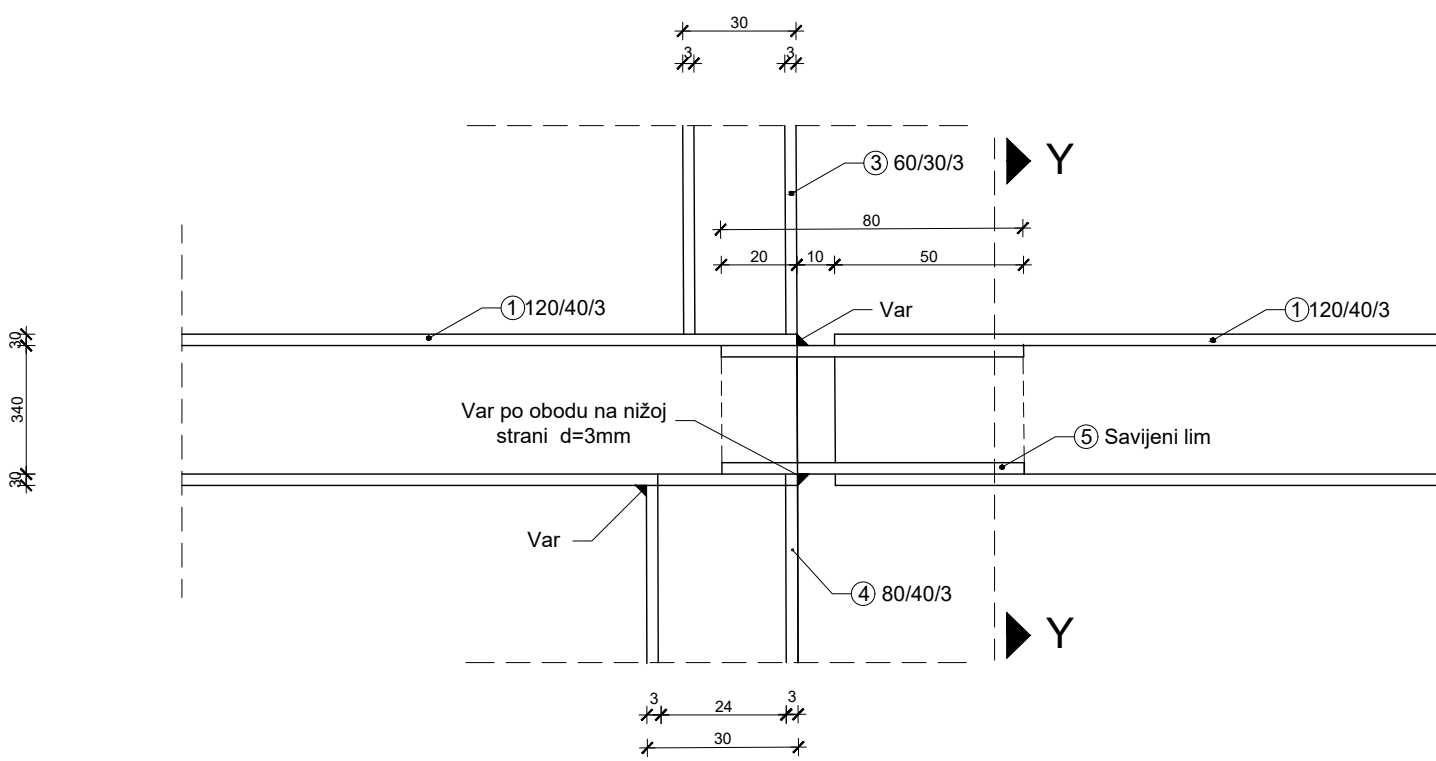 30
3
3
③ 60/30/3
Y
80
20
10
50
① 120/40/3
Var
① 120/40/3
30
340
30
Var po obodu na nižoj
strani d=3mm
⑤ Savijeni lim
Var
④ 80/40/3
Y
3
24
3
30